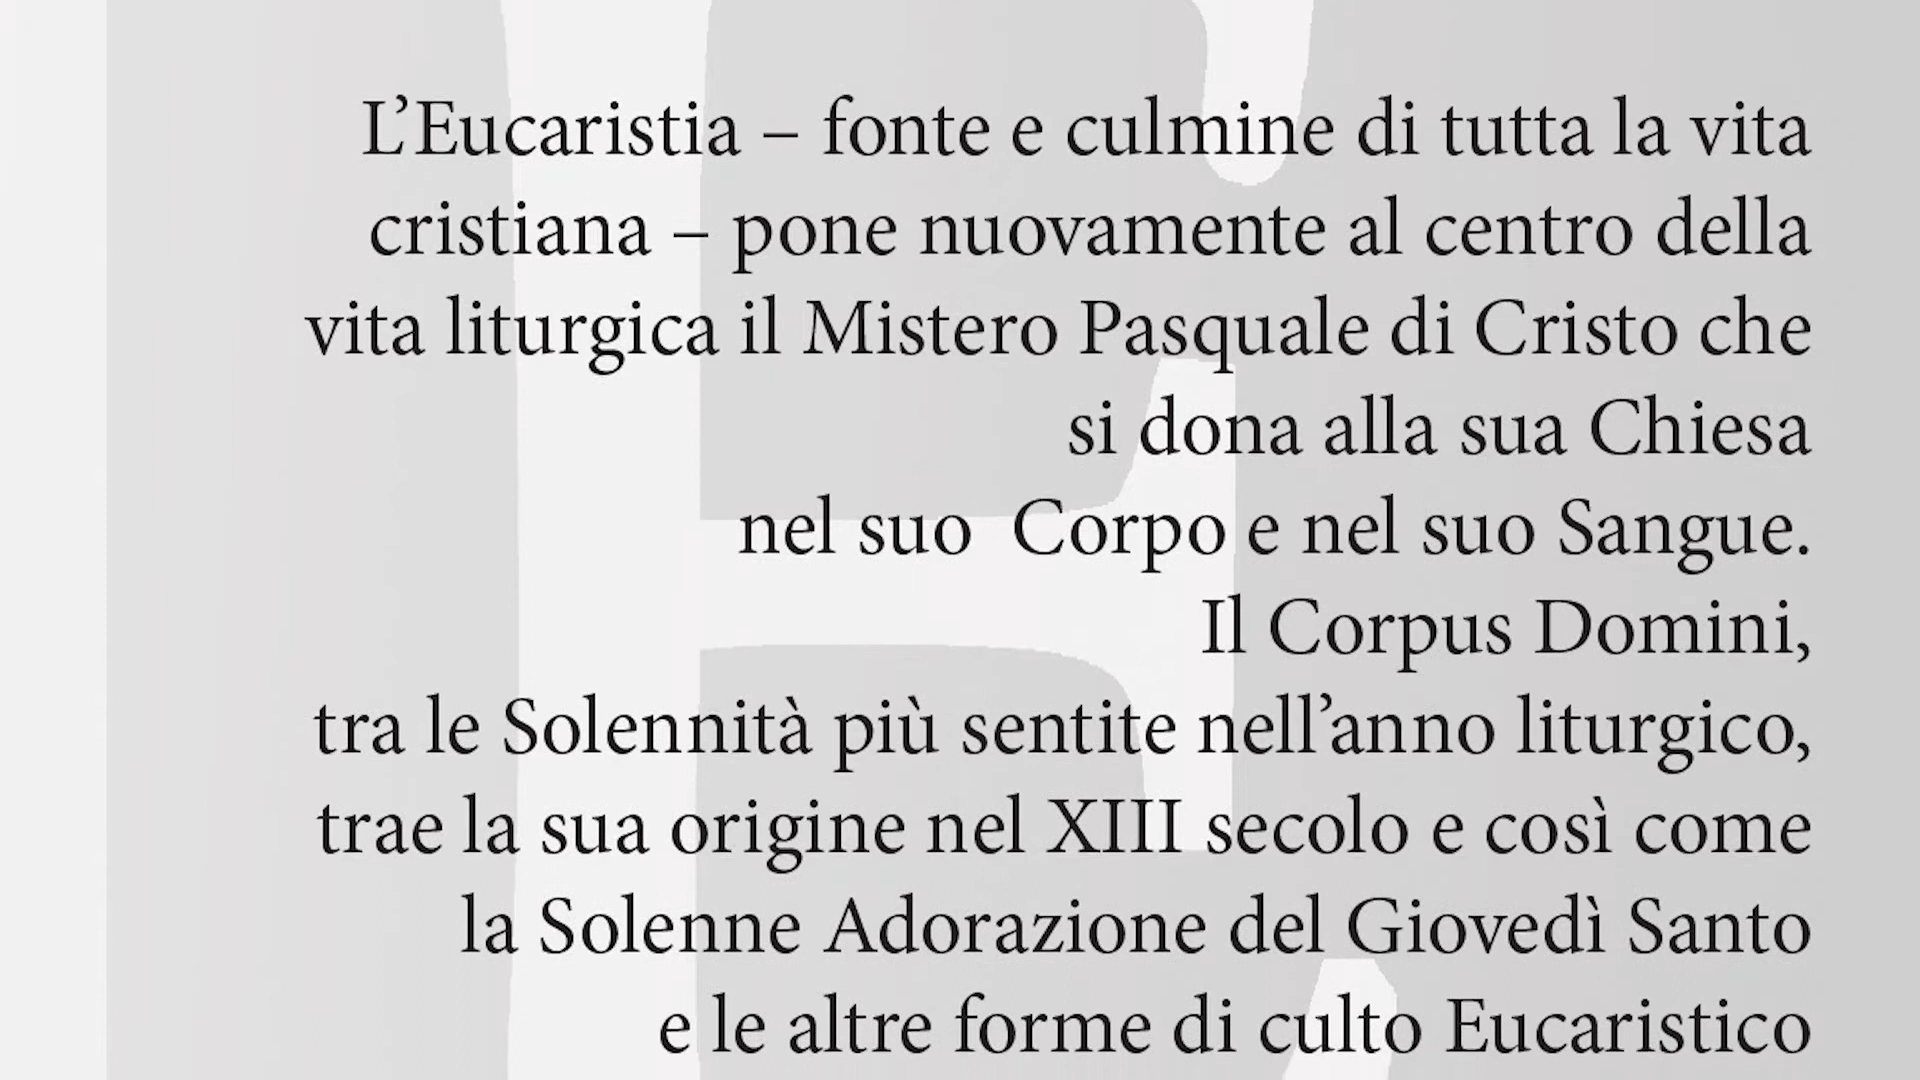 L’Eucaristia – fonte e culmine di tutta la vita
cristiana – pone nuovamente al centro della
vita liturgica il Mistero Pasquale di Cristo che
si dona alla sua Chiesa
nel suo  Corpo e nel suo Sangue.
Il Corpus Domini,
tra le Solennità più sentite nell’anno liturgico,
trae la sua origine nel XIII secolo e così come
la Solenne Adorazione del Giovedì Santo
e le altre forme di culto Eucaristico